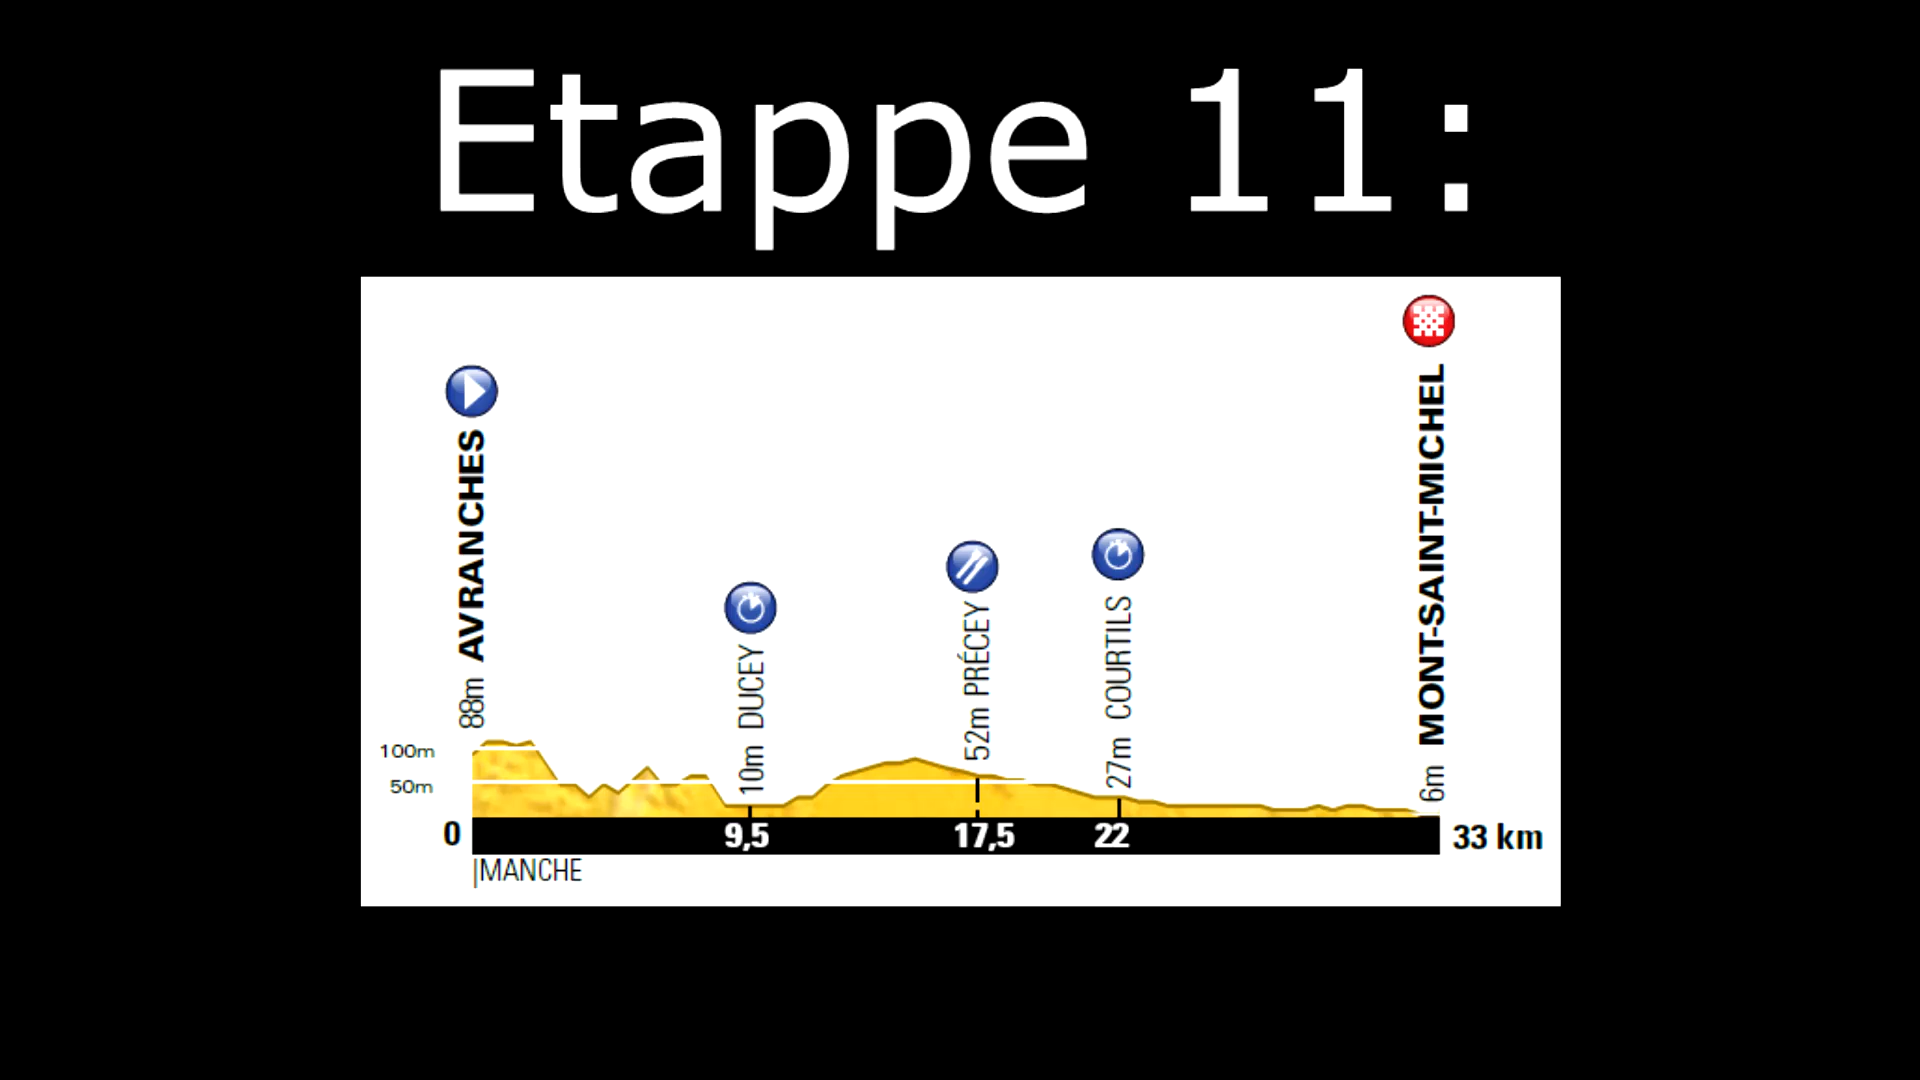 Etappe 11:
88m AVRANCHES
10m DUCEY
52m PRÉCEY
27m COURTILS
6m MONT-SAINT-MICHEL
100m
50m
0 9,5 17,5 22 33 km
|MANCHE